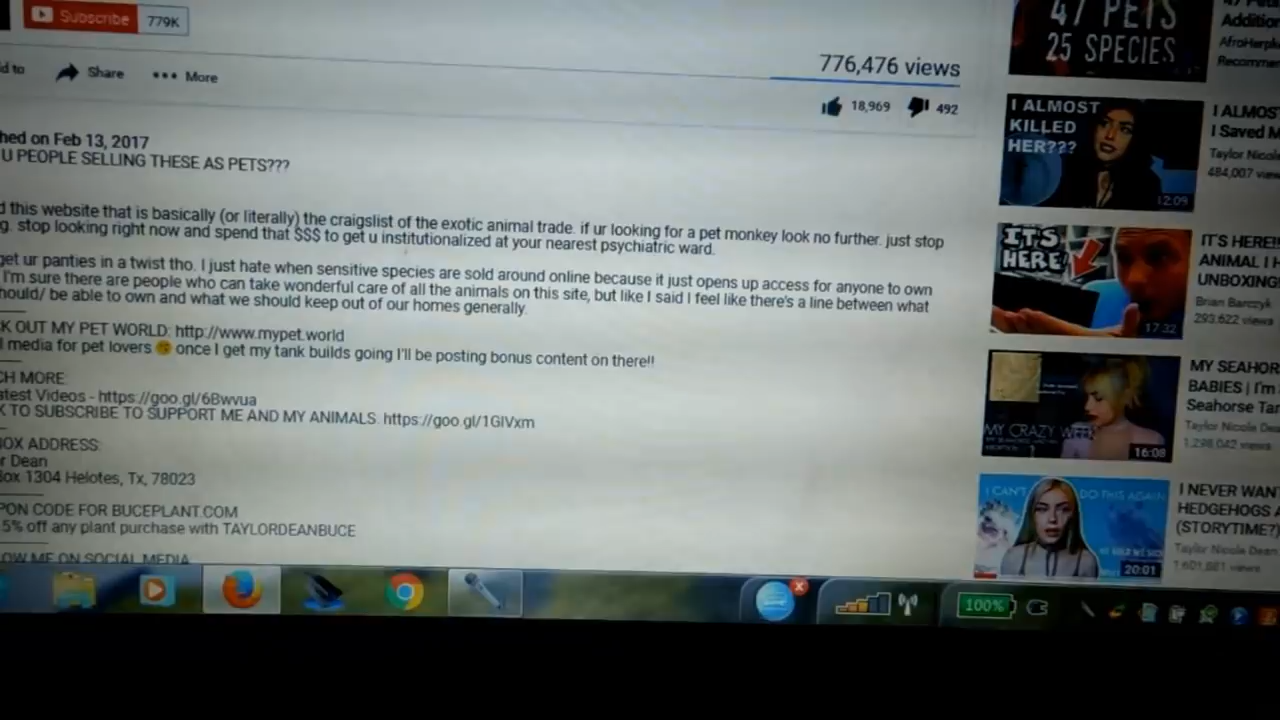 Subscribe 779K
776,476 views
d to Share More
18,969 492
hed on Feb 13, 2017
U PEOPLE SELLING THESE AS PETS???
d this website that is basically (or literally) the craigslist of the exotic animal trade. if ur looking for a pet monkey look no further. just stop
g. stop looking right now and spend that $$$ to get u institutionalized at your nearest psychiatric ward.
get ur panties in a twist tho. I just hate when sensitive species are sold around online because it just opens up access for anyone to own
I'm sure there are people who can take wonderful care of all the animals on this site, but like I said I feel like there's a line between what
hould/ be able to own and what we should keep out of our homes generally.
K OUT MY PET WORLD: http://www.mypet.world
l media for pet lovers once I get my tank builds going I'll be posting bonus content on there!!
CH MORE:
atest Videos - https://goo.gl/6Bwvua
K TO SUBSCRIBE TO SUPPORT ME AND MY ANIMALS: https://goo.gl/1GIVxm
OX ADDRESS:
r Dean
ox 1304 Helotes, Tx, 78023
PON CODE FOR BUCEPLANT.COM
5% off any plant purchase with TAYLORDEANBUCE
OW ME ON SOCIAL MEDIA
47 PETS
25 SPECIES
Addition
AfroHerpk
Recommen
I ALMOST
KILLED
HER???
12:09
I ALMOS
I Saved M
Taylor Nicole
484,007 view
IT'S
HERE!
17:32
IT'S HERE!
ANIMAL I H
UNBOXING
Brian Barczyk
293,622 views
MY CRAZY WEEK
16:08
MY SEAHOR
BABIES | I'm
Seahorse Tan
Taylor Nicole Dea
1,298,042 views
I CAN'T DO THIS AGAIN
20:01
I NEVER WAN
HEDGEHOGS A
(STORYTIME?)
Taylor Nicole Dean
1,601,881 views
100%